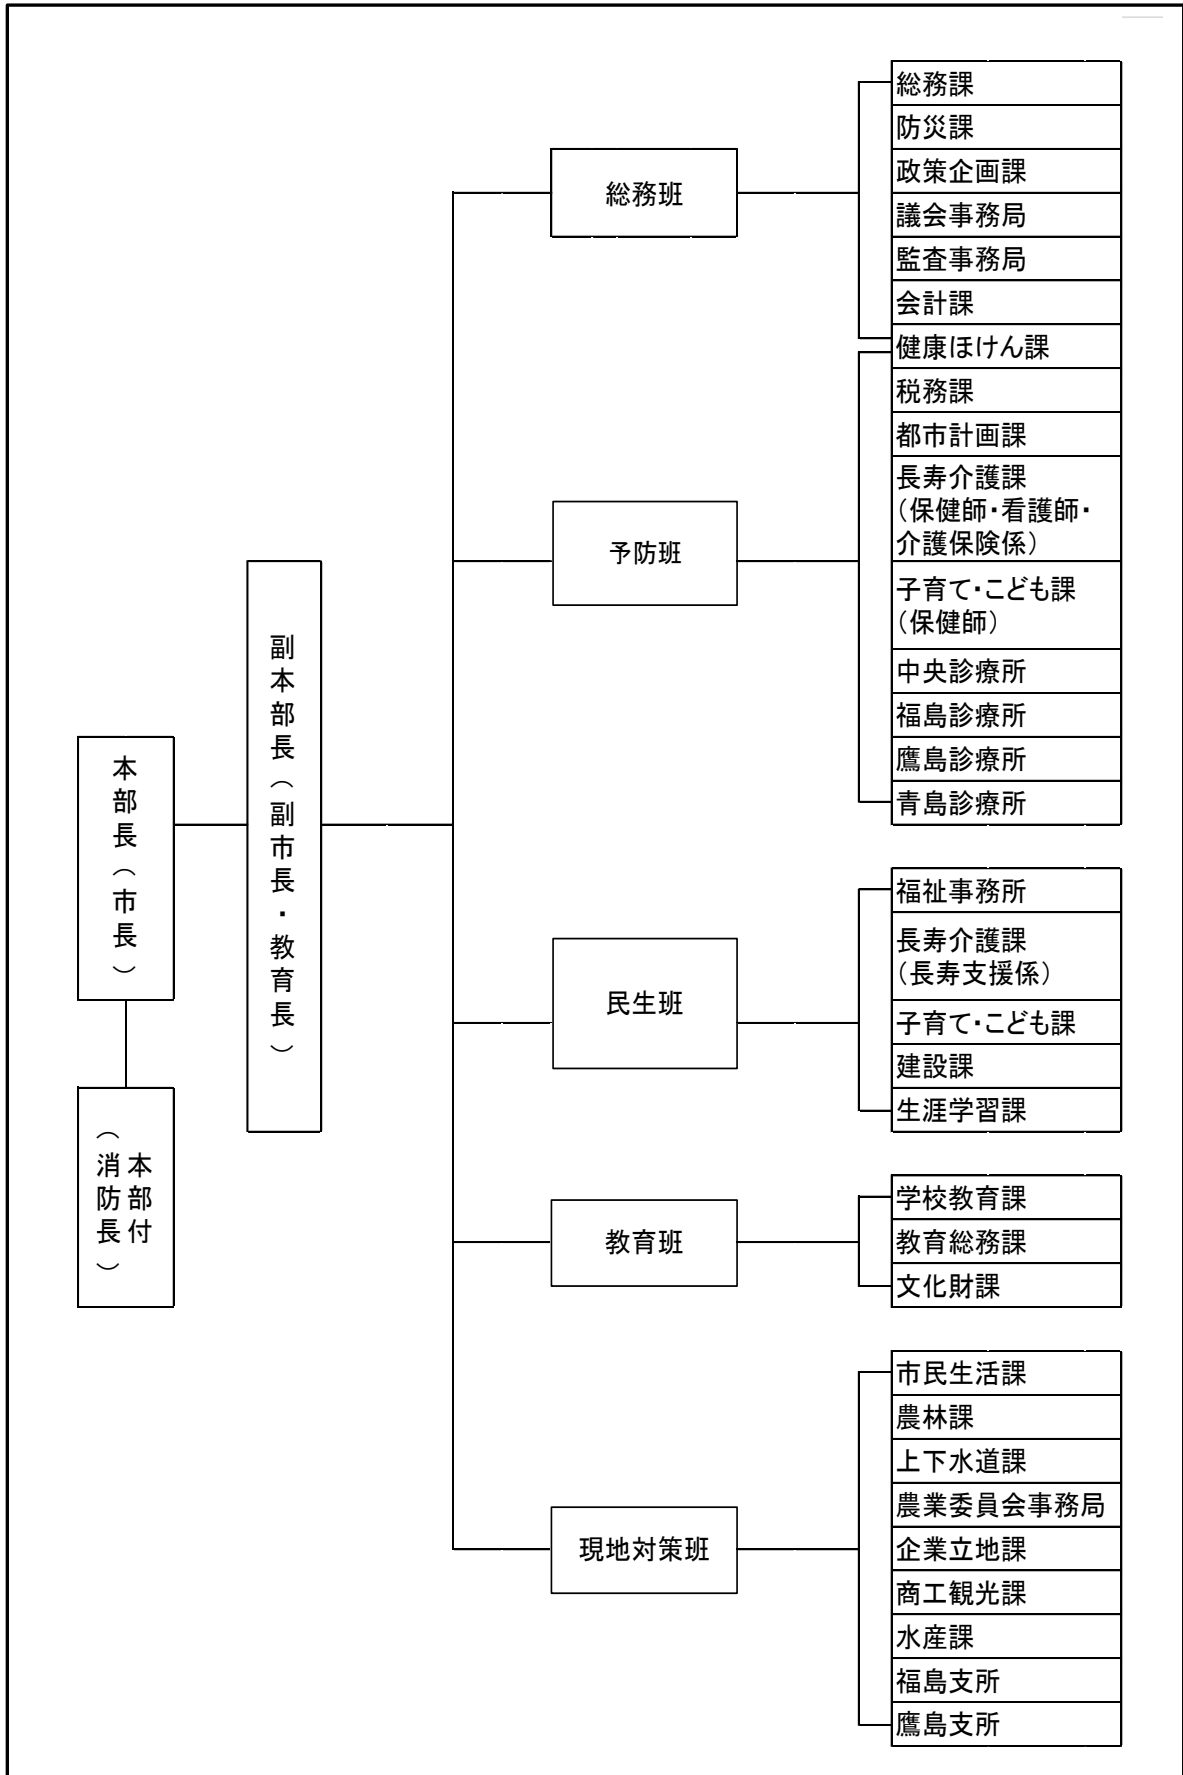 本部長（市長）
本部付
（消防長）
副本部長（副市長・教育長）
総務班
総務課
防災課
政策企画課
議会事務局
監査事務局
会計課
健康ほけん課
予防班
税務課
都市計画課
長寿介護課
（保健師・看護師・
介護保険係）
子育て・こども課
（保健師）
中央診療所
福島診療所
鷹島診療所
青島診療所
民生班
福祉事務所
長寿介護課
（長寿支援係）
子育て・こども課
建設課
生涯学習課
教育班
学校教育課
教育総務課
文化財課
現地対策班
市民生活課
農林課
上下水道課
農業委員会事務局
企業立地課
商工観光課
水産課
福島支所
鷹島支所